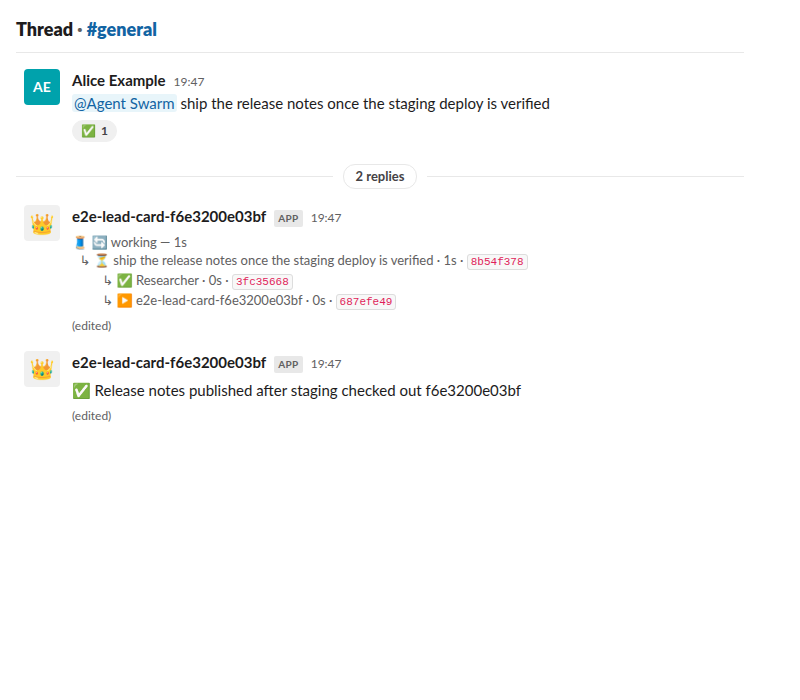 Thread • #general
AE
Alice Example 19:47
@Agent Swarm ship the release notes once the staging deploy is verified
✅ 1
2 replies
e2e-lead-card-f6e3200e03bf APP 19:47
🧵 🔄 working — 1s
↳ ⏳ ship the release notes once the staging deploy is verified · 1s · 8b54f378
↳ ✅ Researcher · 0s · 3fc35668
↳ ▶️ e2e-lead-card-f6e3200e03bf · 0s · 687efe49
(edited)
e2e-lead-card-f6e3200e03bf APP 19:47
✅ Release notes published after staging checked out f6e3200e03bf
(edited)